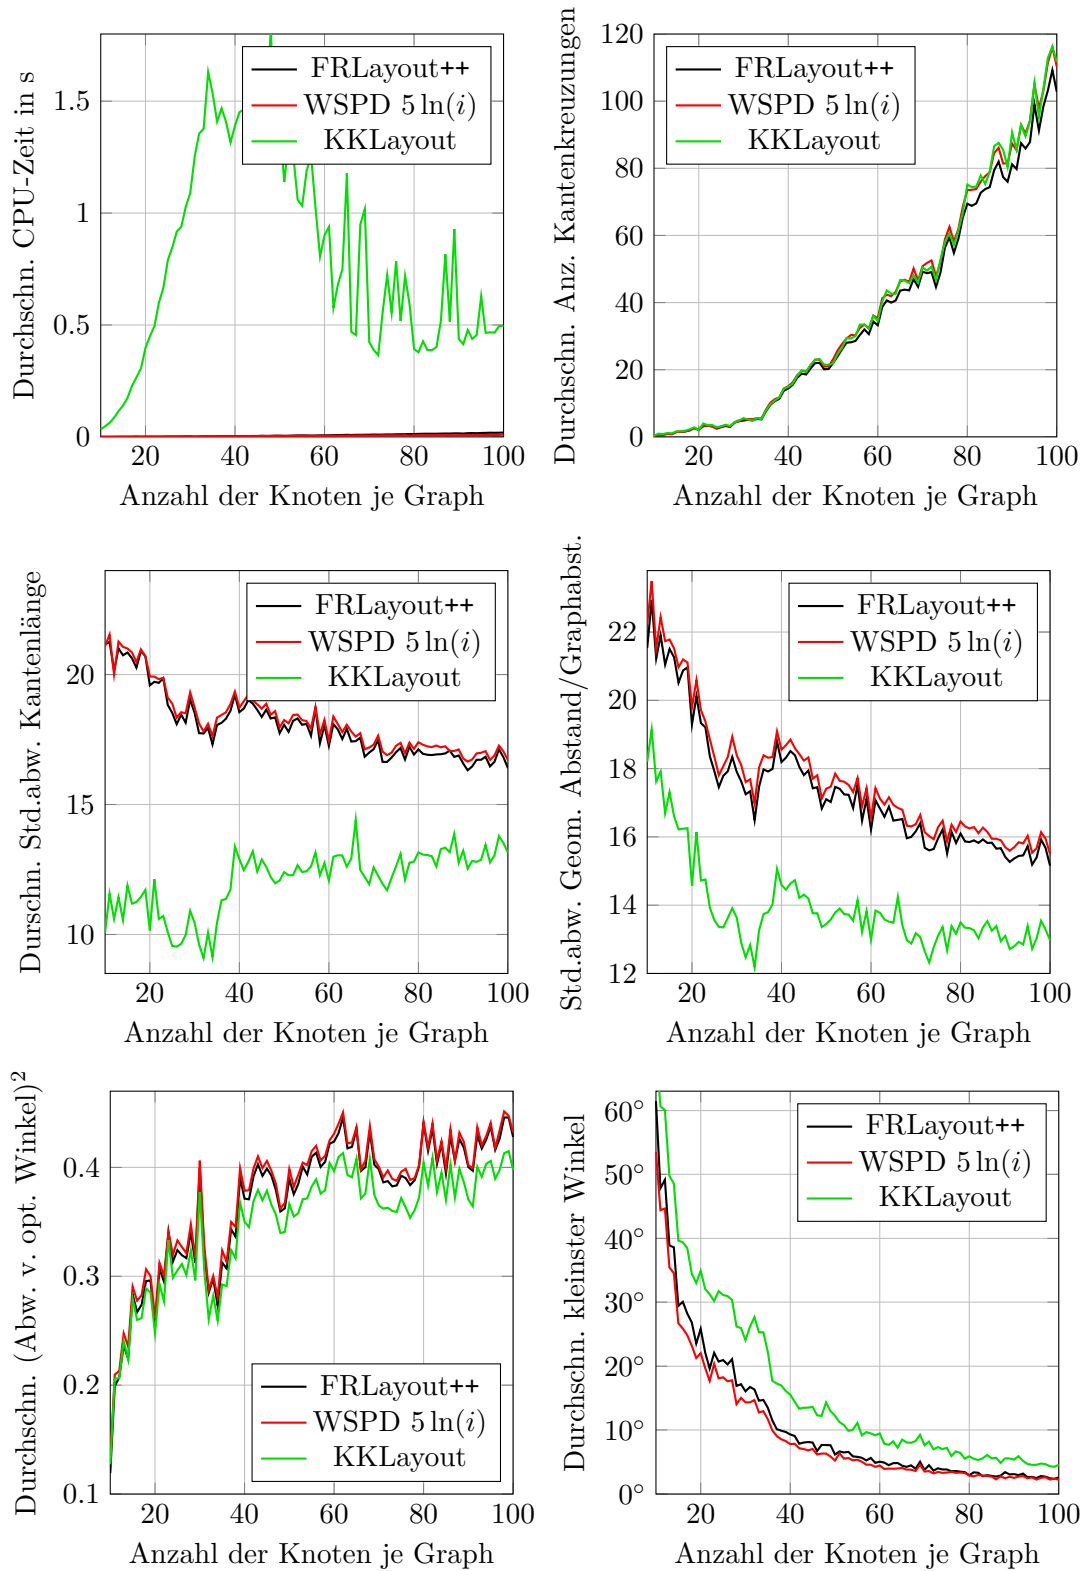 Durchschn. CPU-Zeit in s
0
0.5
1
1.5
20
40
60
80
100
Anzahl der Knoten je Graph
FRLayout++
WSPD 5 ln(i)
KKLayout
Durchschn. Anz. Kantenkreuzungen
0
20
40
60
80
100
120
20
40
60
80
100
Anzahl der Knoten je Graph
FRLayout++
WSPD 5 ln(i)
KKLayout
Durschn. Std.abw. Kantenlänge
10
15
20
20
40
60
80
100
Anzahl der Knoten je Graph
FRLayout++
WSPD 5 ln(i)
KKLayout
Std.abw. Geom. Abstand/Graphabst.
12
14
16
18
20
22
20
40
60
80
100
Anzahl der Knoten je Graph
FRLayout++
WSPD 5 ln(i)
KKLayout
Durchschn. (Abw. v. opt. Winkel)²
0.1
0.2
0.3
0.4
20
40
60
80
100
Anzahl der Knoten je Graph
FRLayout++
WSPD 5 ln(i)
KKLayout
Durchschn. kleinster Winkel
0°
10°
20°
30°
40°
50°
60°
20
40
60
80
100
Anzahl der Knoten je Graph
FRLayout++
WSPD 5 ln(i)
KKLayout